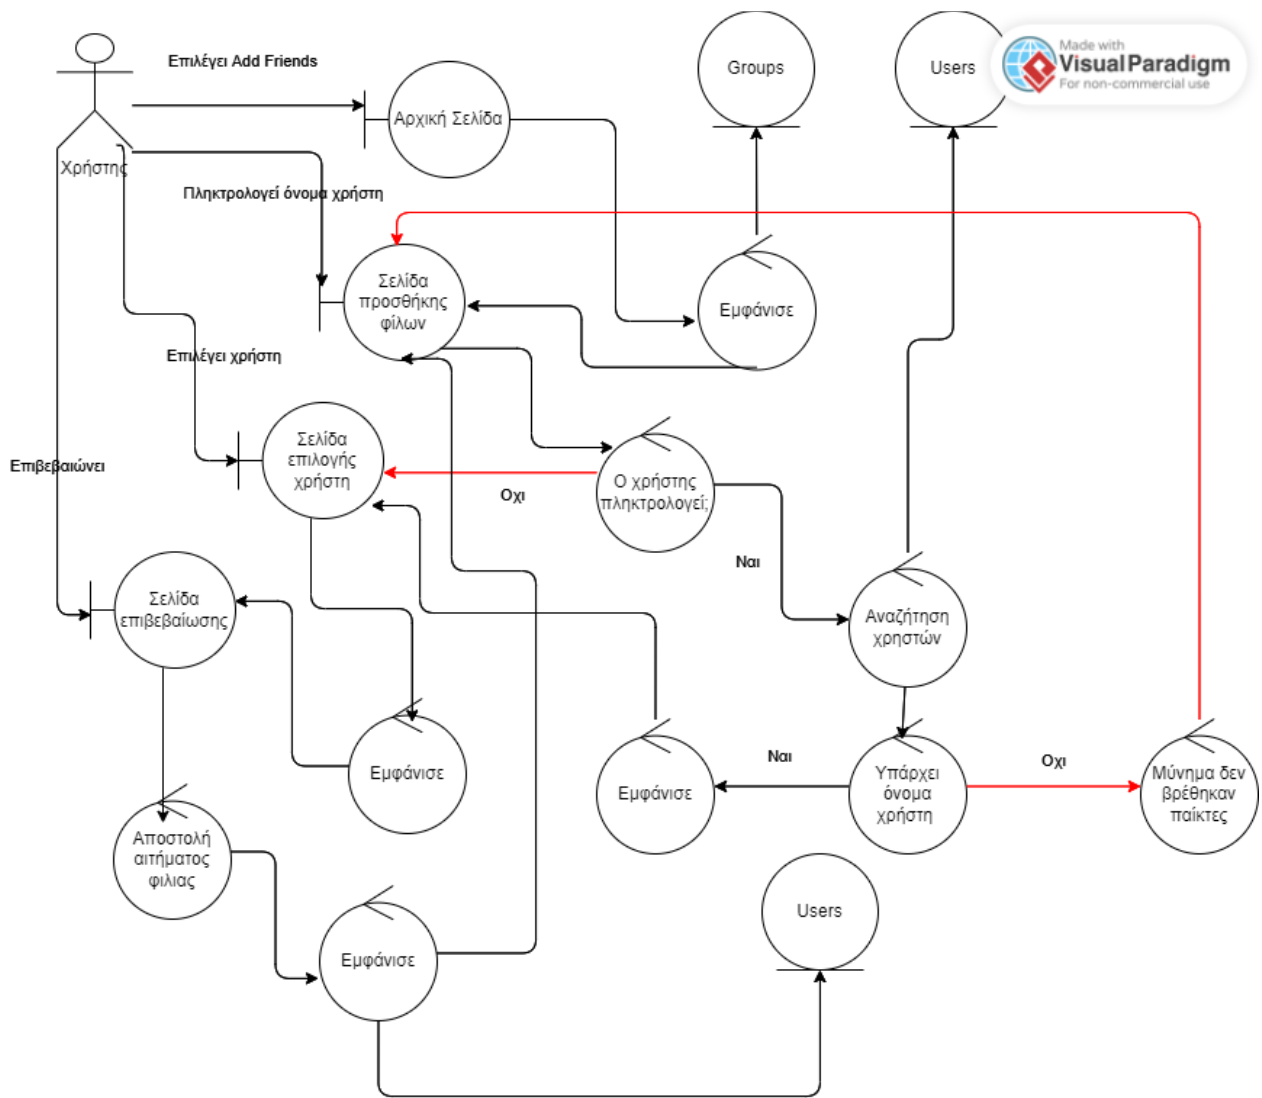 Επιλέγει Add Friends
Groups
Users
Made with
Visual Paradigm
For non-commercial use
Αρχική Σελίδα
Χρήστης
Πληκτρολογεί όνομα χρήστη
Σελίδα
προσθήκης
φίλων
Εμφάνισε
Επιλέγει χρήστη
Σελίδα
επιλογής
χρήστη
Επιβεβαιώνει
Οχι
Ο χρήστης
πληκτρολογεί;
Ναι
Σελίδα
επιβεβαίωσης
Αναζήτηση
χρηστών
Εμφάνισε
Εμφάνισε
Ναι
Υπάρχει
όνομα
χρήστη
Οχι
Μύνημα δεν
βρέθηκαν
παίκτες
Αποστολή
αιτήματος
φιλιας
Εμφάνισε
Users